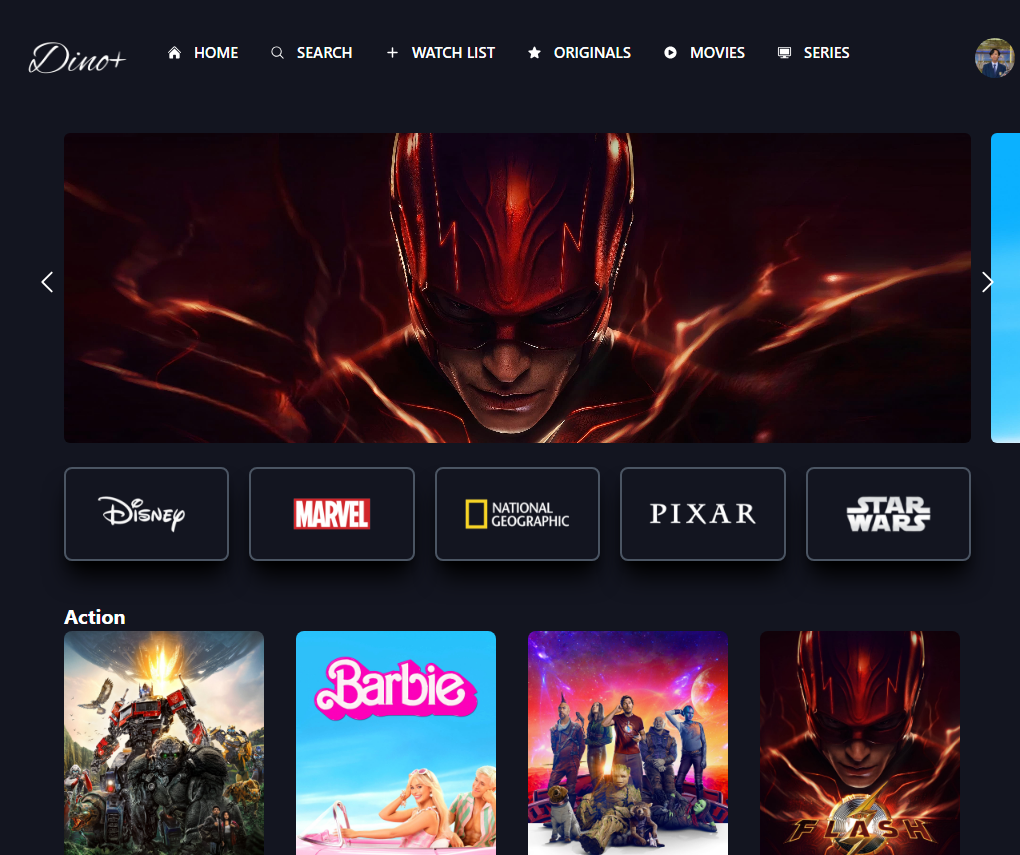 Dino+
HOME
SEARCH
WATCH LIST
ORIGINALS
MOVIES
SERIES
DISNEY
MARVEL
NATIONAL
GEOGRAPHIC
PIXAR
STAR
WARS
Action
Barbie
FLASH